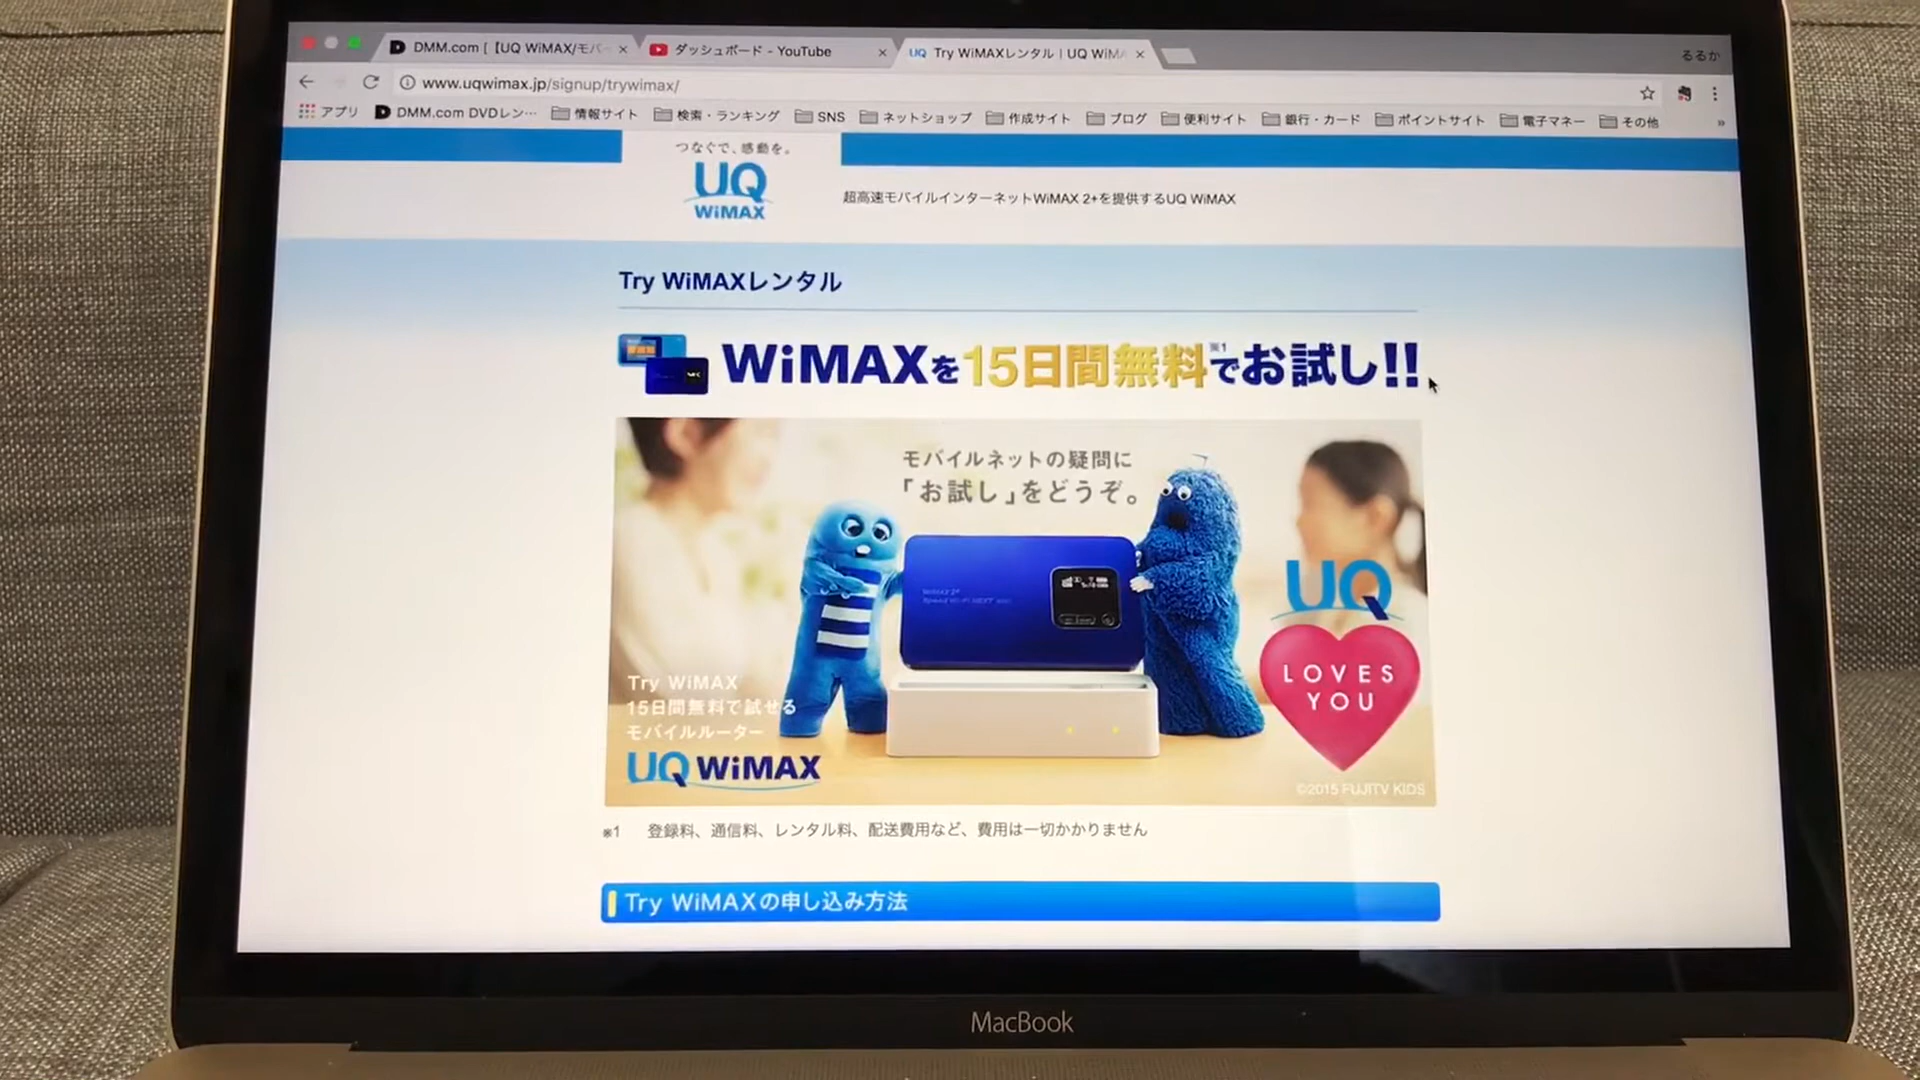 DMM.com [【UQ WiMAX/モバ
ダッシュボード - YouTube
UQ Try WiMAXレンタル | UQ WiMA
るるか
www.uqwimax.jp/signup/trywimax/
アプリ
DMM.com DVDレン…
情報サイト
検索・ランキング
SNS
ネットショップ
作成サイト
ブログ
便利サイト
銀行・カード
ポイントサイト
電子マネー
その他
»
つなぐで、感動を。
UQ
WiMAX
超高速モバイルインターネットWiMAX 2+を提供するUQ WiMAX
Try WiMAXレンタル
WiMAXを15日間無料※1でお試し!!
モバイルネットの疑問に
「お試し」をどうぞ。
UQ
LOVES
YOU
Try WiMAX
15日間無料で試せる
モバイルルーター
UQ WiMAX
©2015 FUJITV KIDS
※1 登録料、通信料、レンタル料、配送費用など、費用は一切かかりません
Try WiMAXの申し込み方法
MacBook